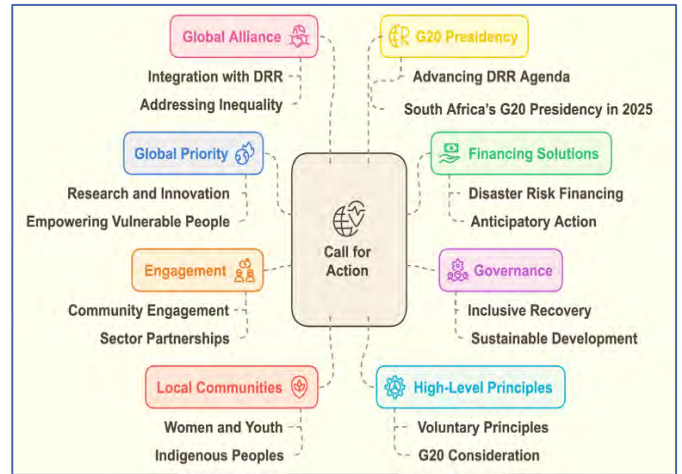 Global Alliance
Integration with DRR
Addressing Inequality
G20 Presidency
Advancing DRR Agenda
South Africa's G20 Presidency in 2025
Global Priority
Research and Innovation
Empowering Vulnerable People
Financing Solutions
Disaster Risk Financing
Anticipatory Action
Call for
Action
Engagement
Community Engagement
Sector Partnerships
Governance
Inclusive Recovery
Sustainable Development
Local Communities
Women and Youth
Indigenous Peoples
High-Level Principles
Voluntary Principles
G20 Consideration